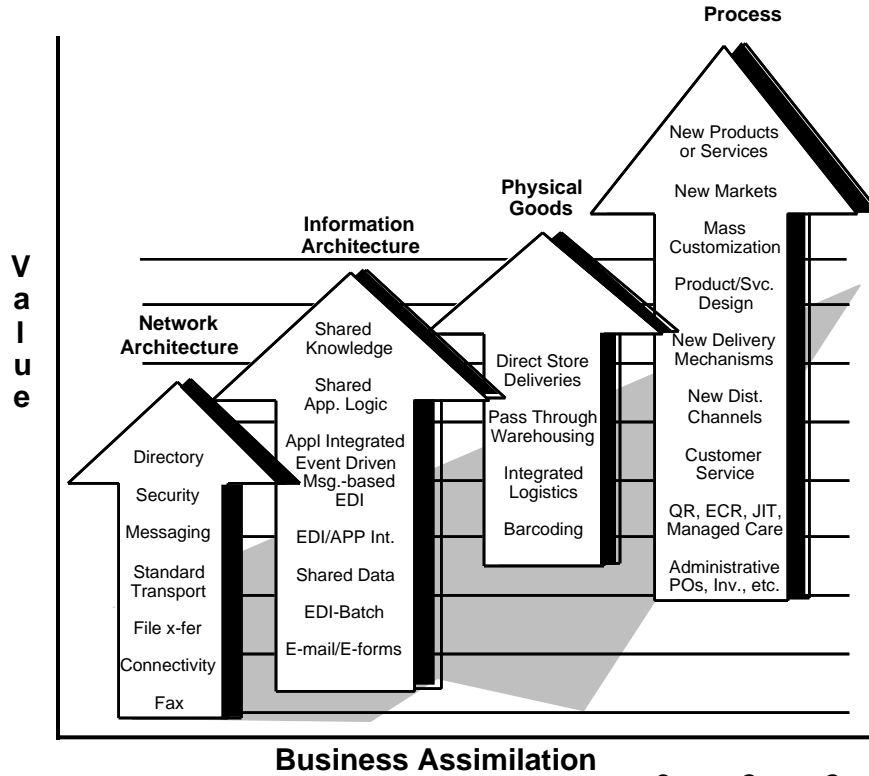 Process
New Products
or Services
New Markets
Mass
Customization
Product/Svc.
Design
New Delivery
Mechanisms
New Dist.
Channels
Customer
Service
QR, ECR, JIT,
Managed Care
Administrative
POs, Inv., etc.
Physical
Goods
Direct Store
Deliveries
Pass Through
Warehousing
Integrated
Logistics
Barcoding
Information
Architecture
Shared
Knowledge
Shared
App. Logic
Appl Integrated
Event Driven
Msg.-based
EDI
EDI/APP Int.
Shared Data
EDI-Batch
E-mail/E-forms
Network
Architecture
Directory
Security
Messaging
Standard
Transport
File x-fer
Connectivity
Fax
Value
Business Assimilation